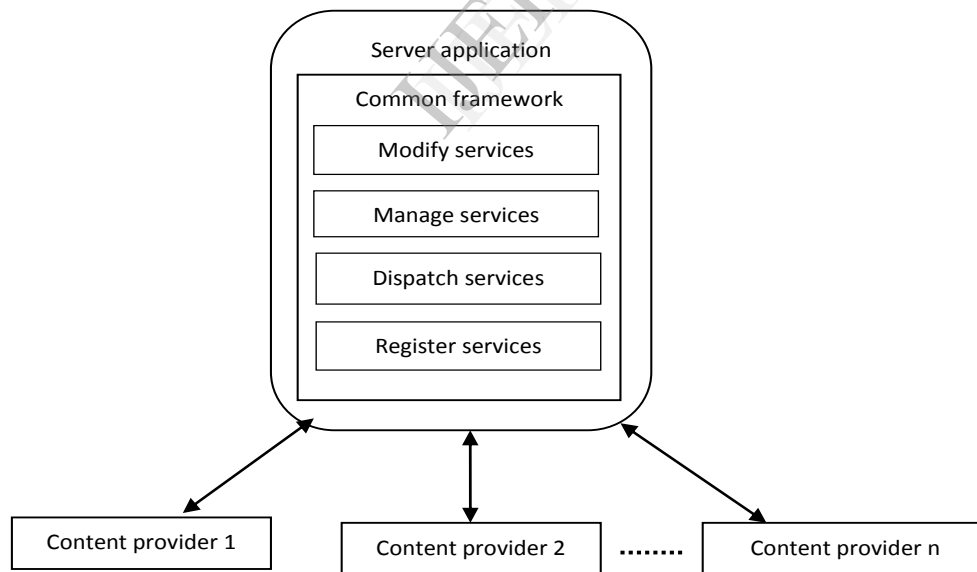 Server application
Common framework
Modify services
Manage services
Dispatch services
Register services
Content provider 1
Content provider 2
Content provider n